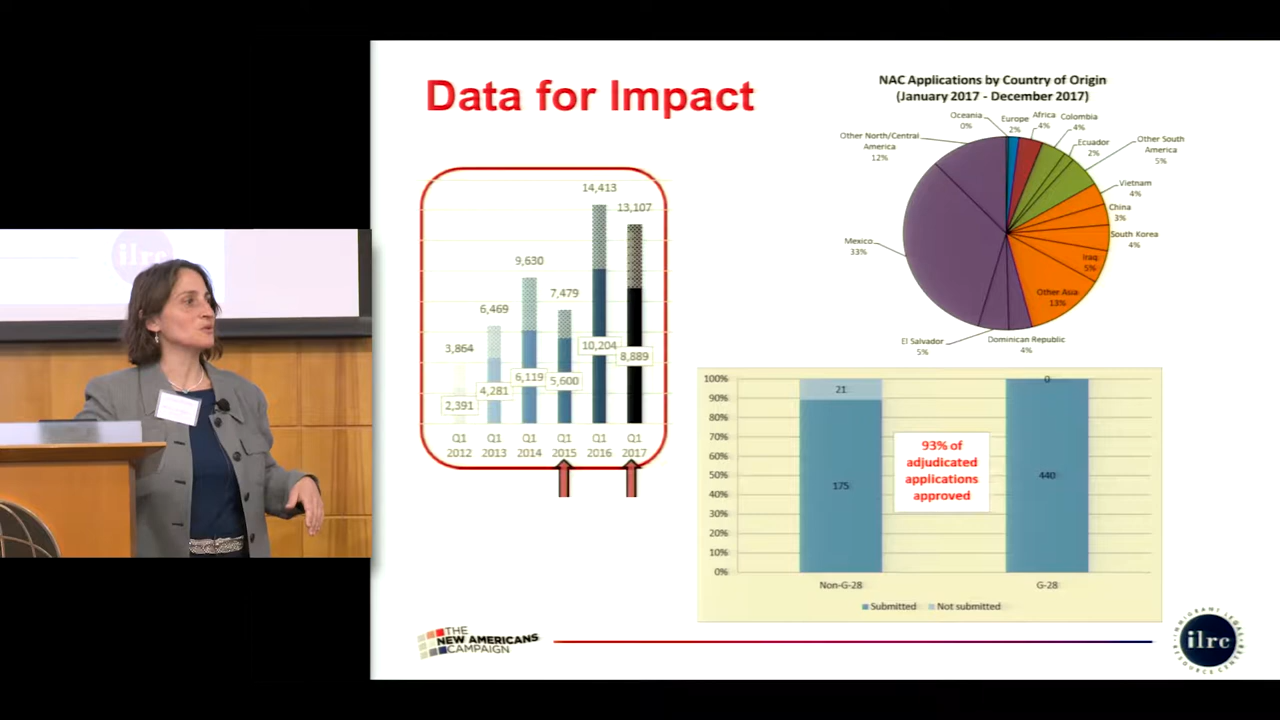 Data for Impact
NAC Applications by Country of Origin
(January 2017 - December 2017)
Oceania
0%
Europe
2%
Africa
4%
Colombia
4%
Ecuador
2%
Other South
America
5%
Vietnam
4%
China
3%
South Korea
4%
Iraq
5%
Other Asia
13%
Dominican Republic
4%
El Salvador
5%
Mexico
33%
Other North/Central
America
12%
3,864
6,469
9,630
7,479
14,413
13,107
2,391
4,281
6,119
5,600
10,204
8,889
Q1
2012
Q1
2013
Q1
2014
Q1
2015
Q1
2016
Q1
2017
100%
90%
80%
70%
60%
50%
40%
30%
20%
10%
0%
21
175
0
440
93% of
adjudicated
applications
approved
Non-G-28
G-28
Submitted
Not submitted
THE
NEW AMERICANS
CAMPAIGN
IMMIGRANT LEGAL
ilrc
RESOURCE CENTER
ilrc